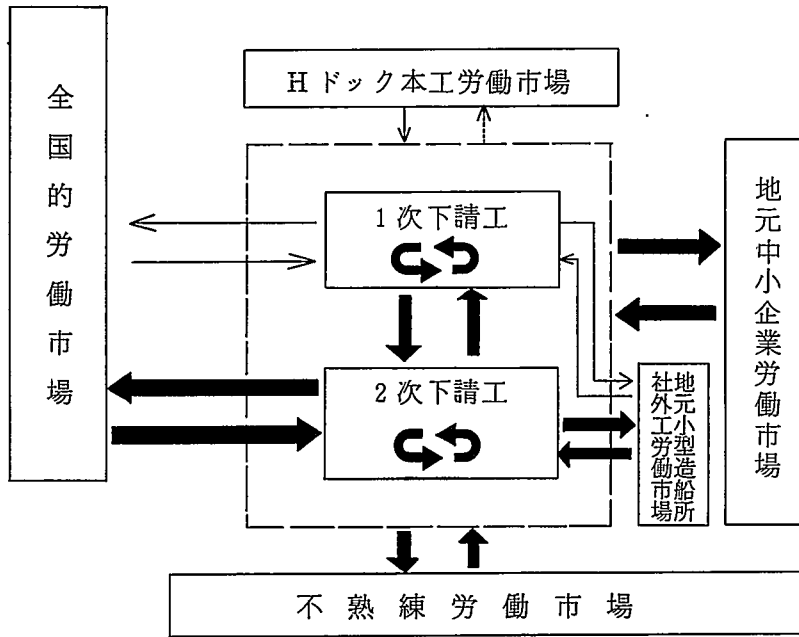 Hドック本工労働市場
全国的労働市場
1次下請工
2次下請工
地元中小企業労働市場
地元小型造船所
社外工労働市場
不熟練労働市場